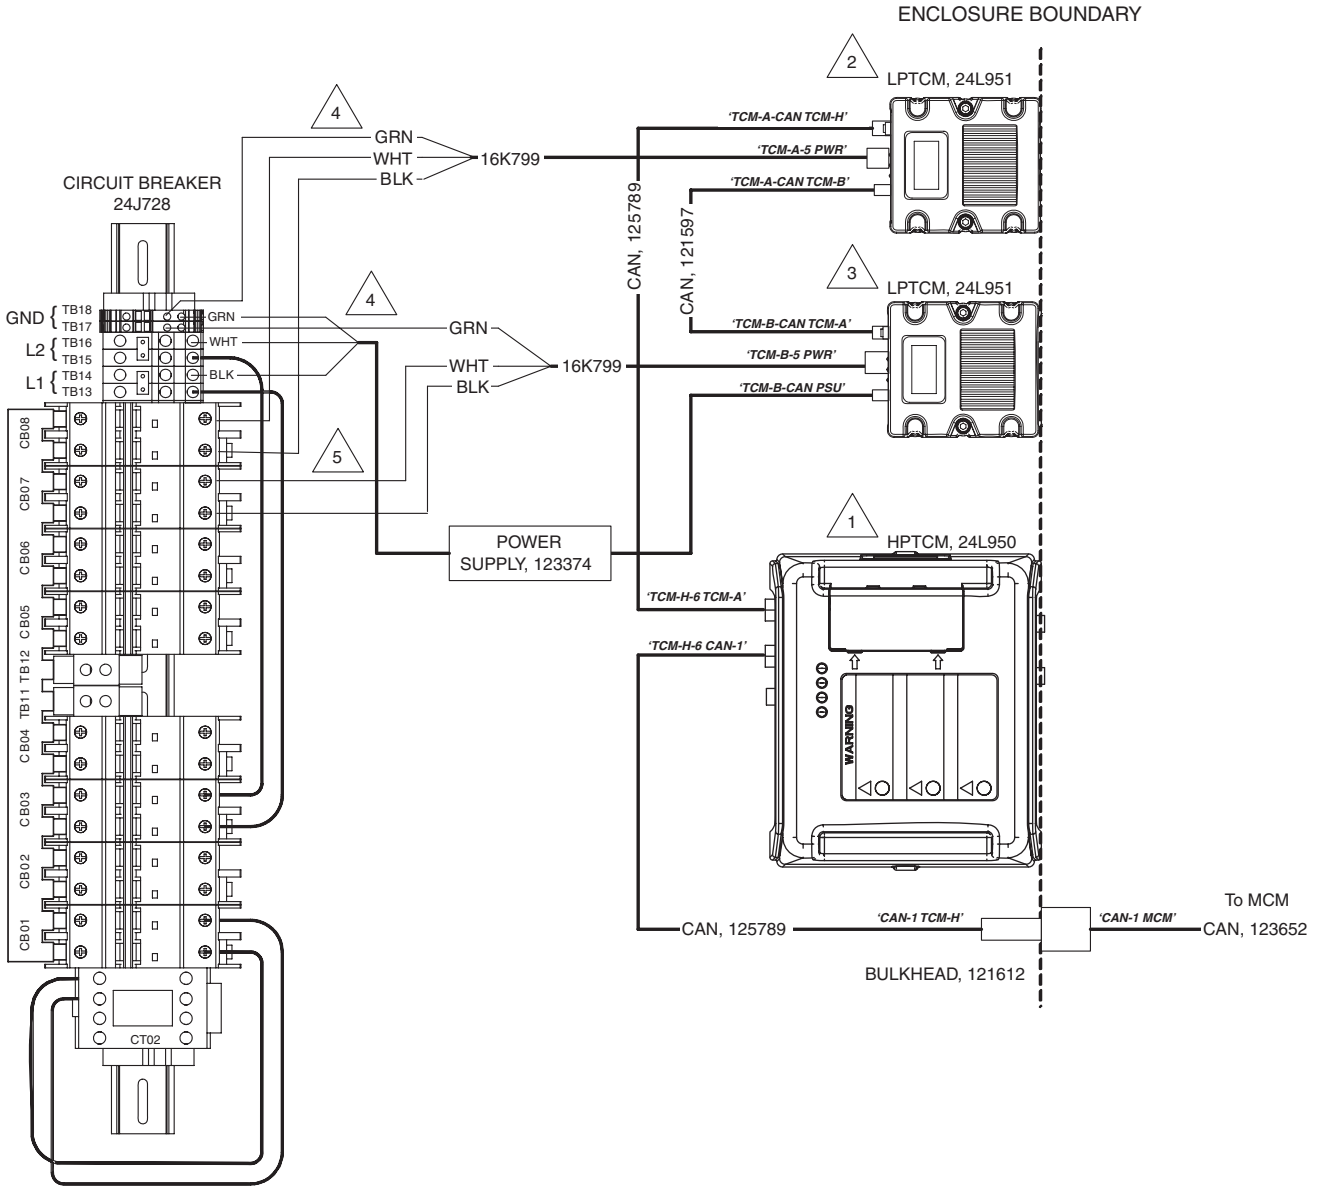 ENCLOSURE BOUNDARY
2
LPTCM, 24L951
4
'TCM-A-CAN TCM-H'
GRN
WHT
16K799
'TCM-A-5 PWR'
BLK
'TCM-A-CAN TCM-B'
CIRCUIT BREAKER
24J728
CAN, 125789
CAN, 121597
3
LPTCM, 24L951
4
GND {
TB18
TB17
GRN
L2 {
TB16
TB15
WHT
L1 {
TB14
TB13
BLK
GRN
'TCM-B-CAN TCM-A'
WHT
16K799
'TCM-B-5 PWR'
BLK
'TCM-B-CAN PSU'
CB08
5
CB07
1
HPTCM, 24L950
POWER
SUPPLY, 123374
CB06
'TCM-H-6 TCM-A'
CB05
'TCM-H-6 CAN-1'
TB12
TB11
WARNING
CB04
CB03
CB02
CB01
To MCM
CAN, 125789
'CAN-1 TCM-H'
'CAN-1 MCM'
CAN, 123652
BULKHEAD, 121612
CT02